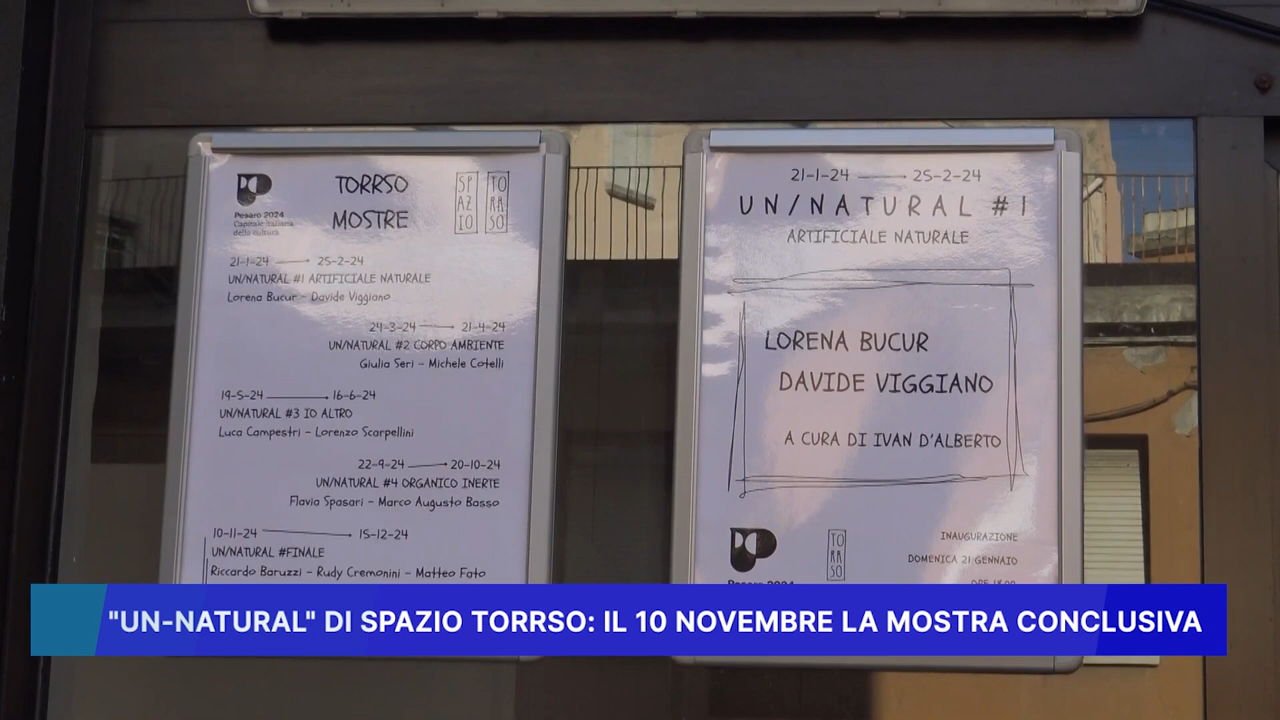 Pesaro 2024
Capitale italiana
della cultura
TORRSO
MOSTRE
SPAZIO
TORRSO
21-1-24 25-2-24
UN/NATURAL #1 ARTIFICIALE NATURALE
Lorena Bucur - Davide Viggiano
24-3-24 21-4-24
UN/NATURAL #2 CORPO AMBIENTE
Giulia Seri - Michele Cotelli
19-5-24 16-6-24
UN/NATURAL #3 IO ALTRO
Luca Campestri - Lorenzo Scarpellini
22-9-24 20-10-24
UN/NATURAL #4 ORGANICO INERTE
Flavia Spasari - Marco Augusto Basso
10-11-24 15-12-24
UN/NATURAL #FINALE
Riccardo Baruzzi - Rudy Cremonini - Matteo Fato
21-1-24 25-2-24
UN/NATURAL #1
ARTIFICIALE NATURALE
LORENA BUCUR
DAVIDE VIGGIANO
A CURA DI IVAN D'ALBERTO
TORRSO
INAUGURAZIONE
DOMENICA 21 GENNAIO
"UN-NATURAL" DI SPAZIO TORRSO: IL 10 NOVEMBRE LA MOSTRA CONCLUSIVA